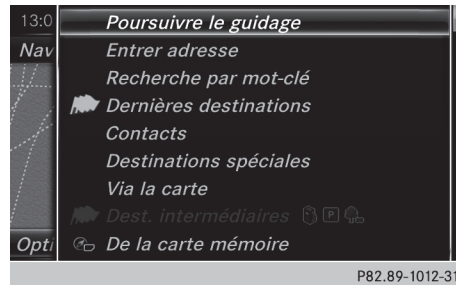 13:0
Poursuivre le guidage
Nav
Entrer adresse
Recherche par mot-clé
Dernières destinations
Contacts
Destinations spéciales
Via la carte
Dest. intermédiaires P
Opti
De la carte mémoire
P82.89-1012-31